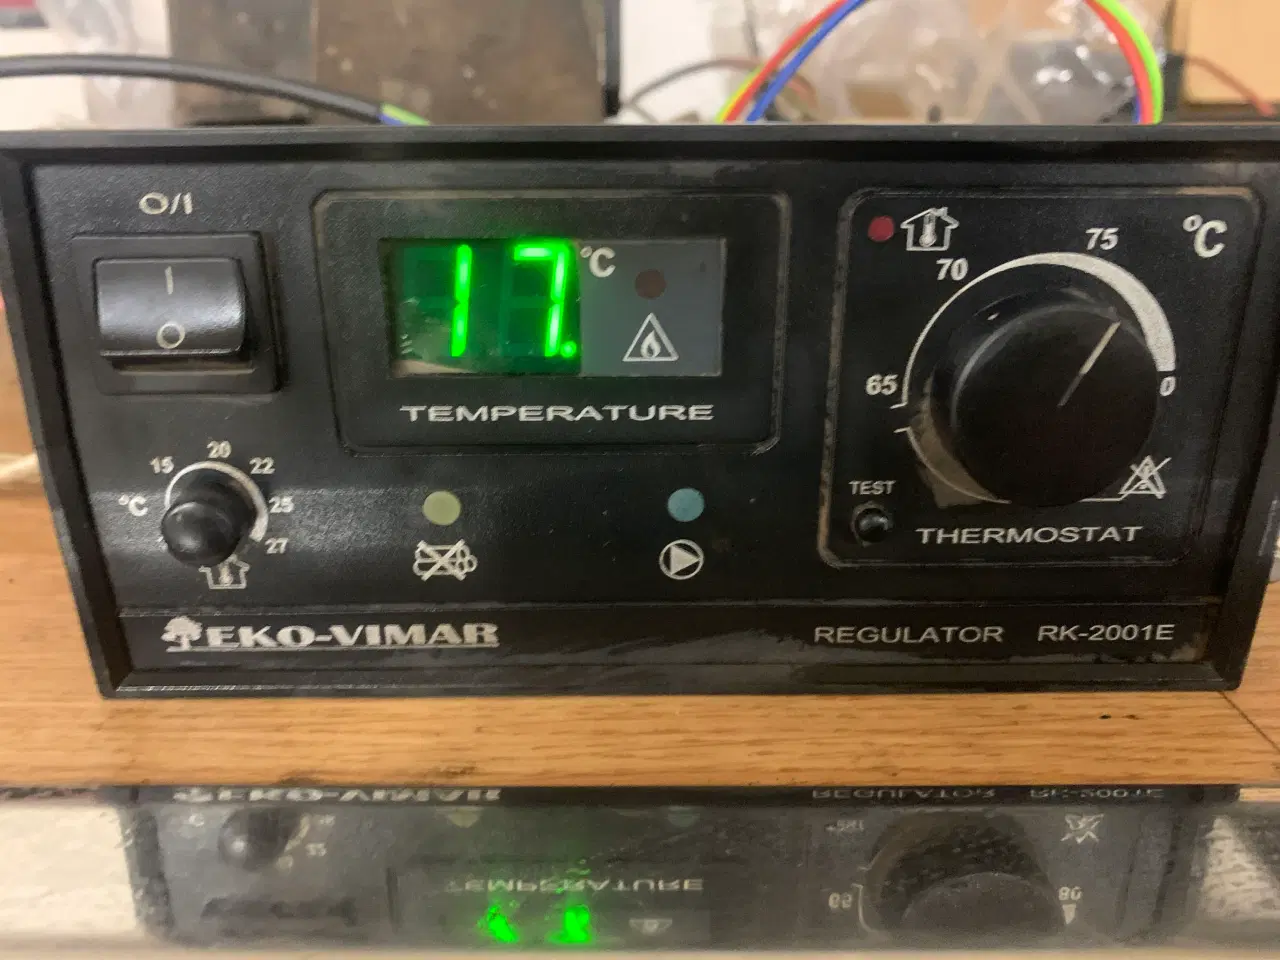 O/I
I
O
17.
°C
TEMPERATURE
°C
65
70
75
0
TEST
THERMOSTAT
°C
15
20
22
25
27
EKO-VIMAR
REGULATOR RK-2001E